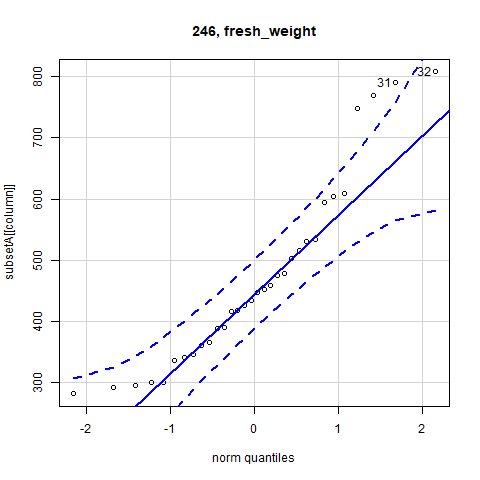 246, fresh_weight
subsetA[[column]]
800
700
600
500
400
300
31
32
-2 -1 0 1 2
norm quantiles